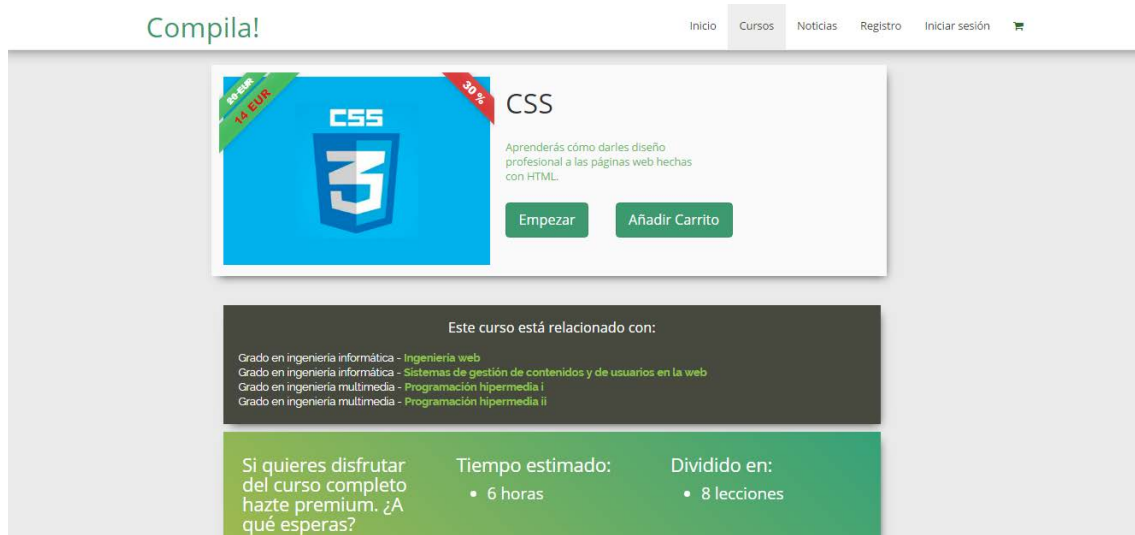 Compila!
Inicio Cursos Noticias Registro Iniciar sesión
20 EUR
14 EUR
30 %
CSS
3
CSS
Aprenderás cómo darles diseño
profesional a las páginas web hechas
con HTML.
Empezar Añadir Carrito
Este curso está relacionado con:
Grado en ingeniería informática - Ingeniería web
Grado en ingeniería informática - Sistemas de gestión de contenidos y de usuarios en la web
Grado en ingeniería multimedia - Programación hipermedia i
Grado en ingeniería multimedia - Programación hipermedia ii
Si quieres disfrutar
del curso completo
hazte premium. ¿A
qué esperas?
Tiempo estimado:
• 6 horas
Dividido en:
• 8 lecciones